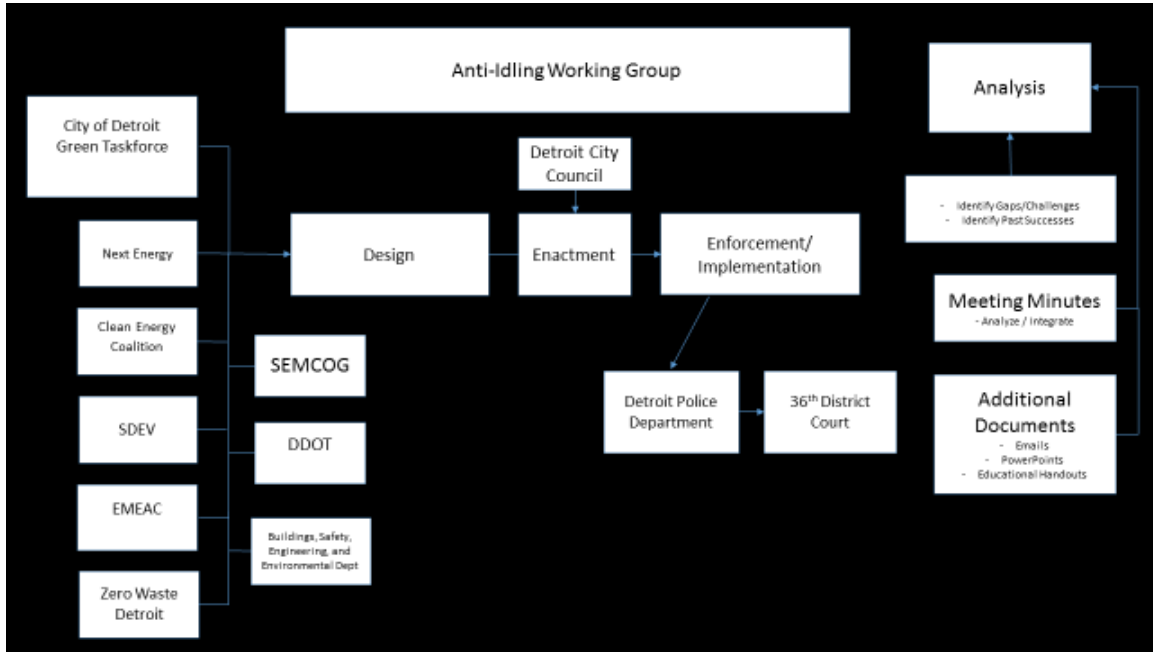 Anti-Idling Working Group
City of Detroit
Green Taskforce
Next Energy
Clean Energy
Coalition
SDEV
EMEAC
Zero Waste
Detroit
SEMCOG
DDOT
Buildings, Safety,
Engineering, and
Environmental Dept
Design
Detroit City
Council
Enactment
Enforcement/
Implementation
Detroit Police
Department
36th District
Court
Analysis
- Identify Gaps/Challenges
- Identify Past Successes
Meeting Minutes
- Analyze / Integrate
Additional
Documents
- Emails
- PowerPoints
- Educational Handouts